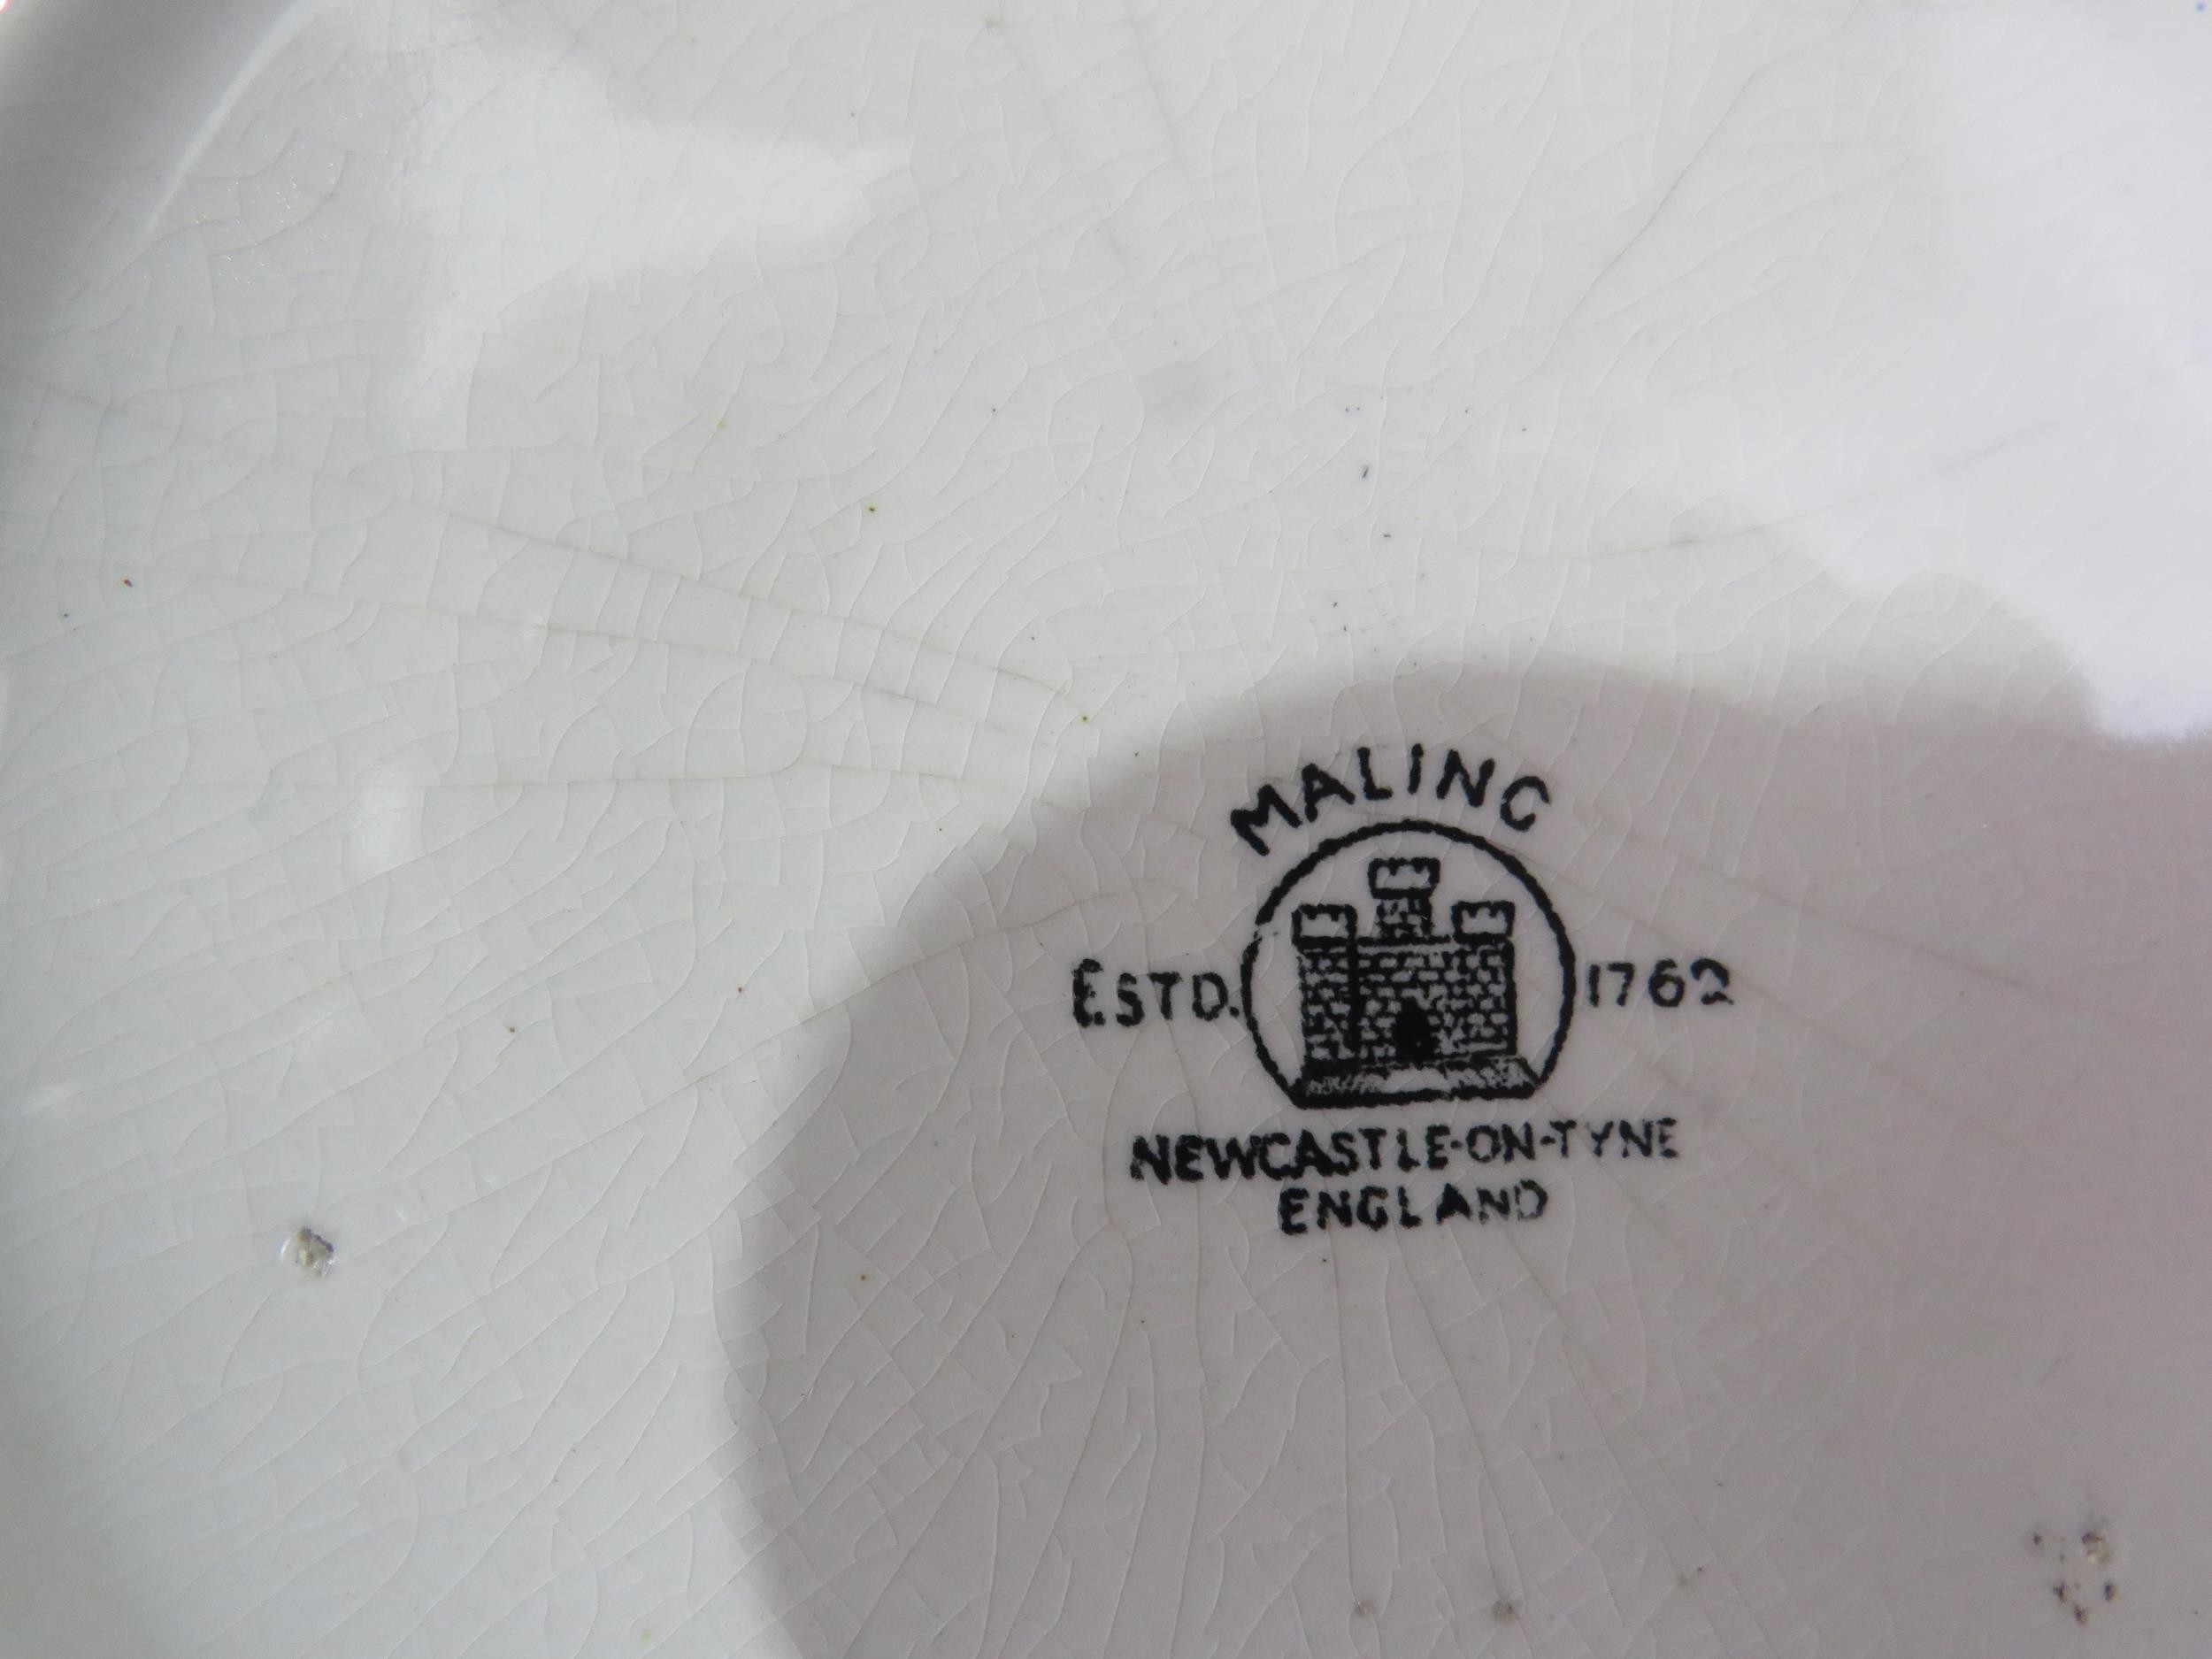 MALING
ESTD. 1762
NEWCASTLE-ON-TYNE
ENGLAND